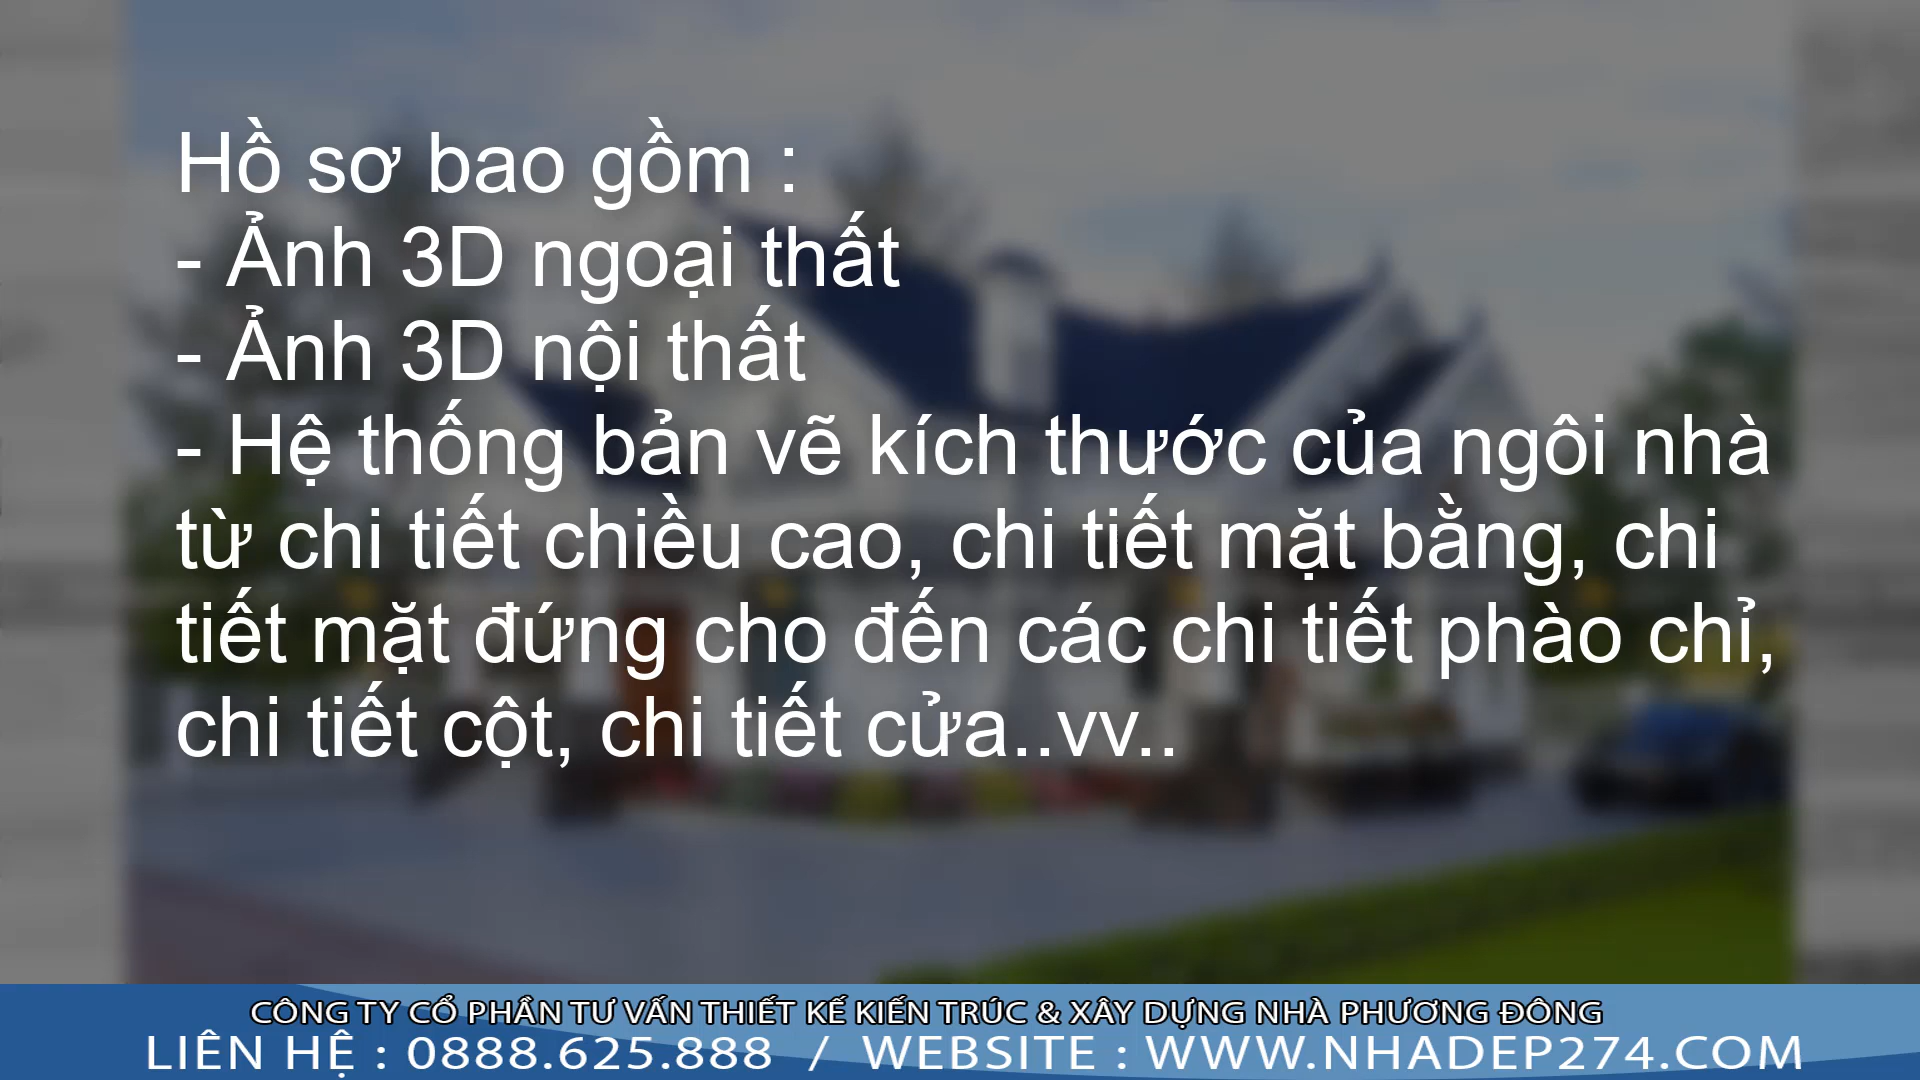 Hồ sơ bao gồm :
- Ảnh 3D ngoại thất
- Ảnh 3D nội thất
- Hệ thống bản vẽ kích thước của ngôi nhà
từ chi tiết chiều cao, chi tiết mặt bằng, chi
tiết mặt đứng cho đến các chi tiết phào chỉ,
chi tiết cột, chi tiết cửa..vv..
CÔNG TY CỔ PHẦN TƯ VẤN THIẾT KẾ KIẾN TRÚC & XÂY DỰNG NHÀ PHƯƠNG ĐÔNG
LIÊN HỆ : 0888.625.888 / WEBSITE : WWW.NHADEP274.COM